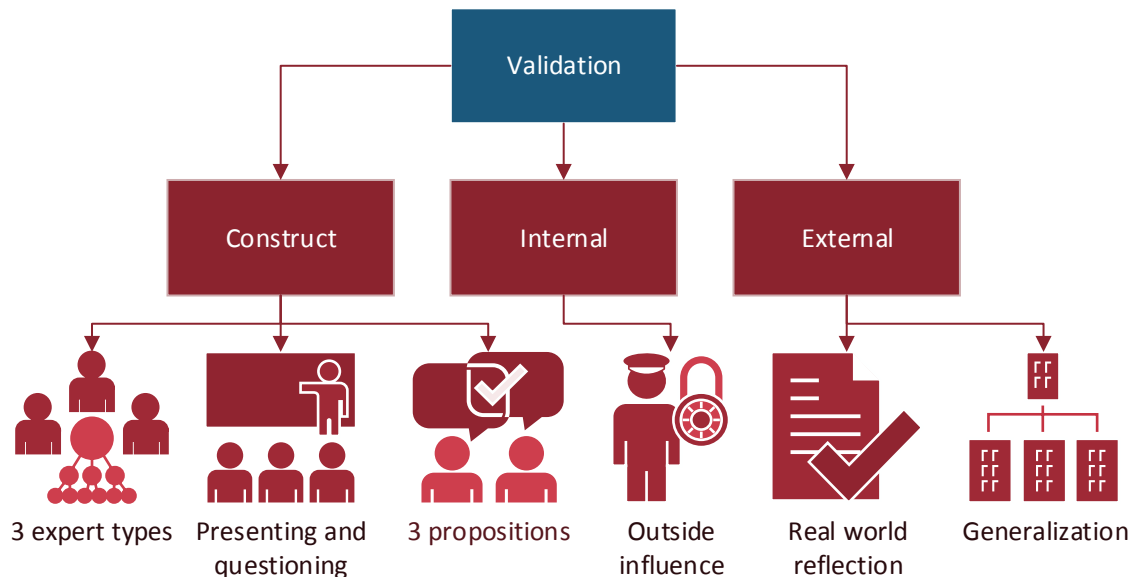 Validation
Construct
Internal
External
3 expert types
Presenting and
questioning
3 propositions
Outside
influence
Real world
reflection
Generalization